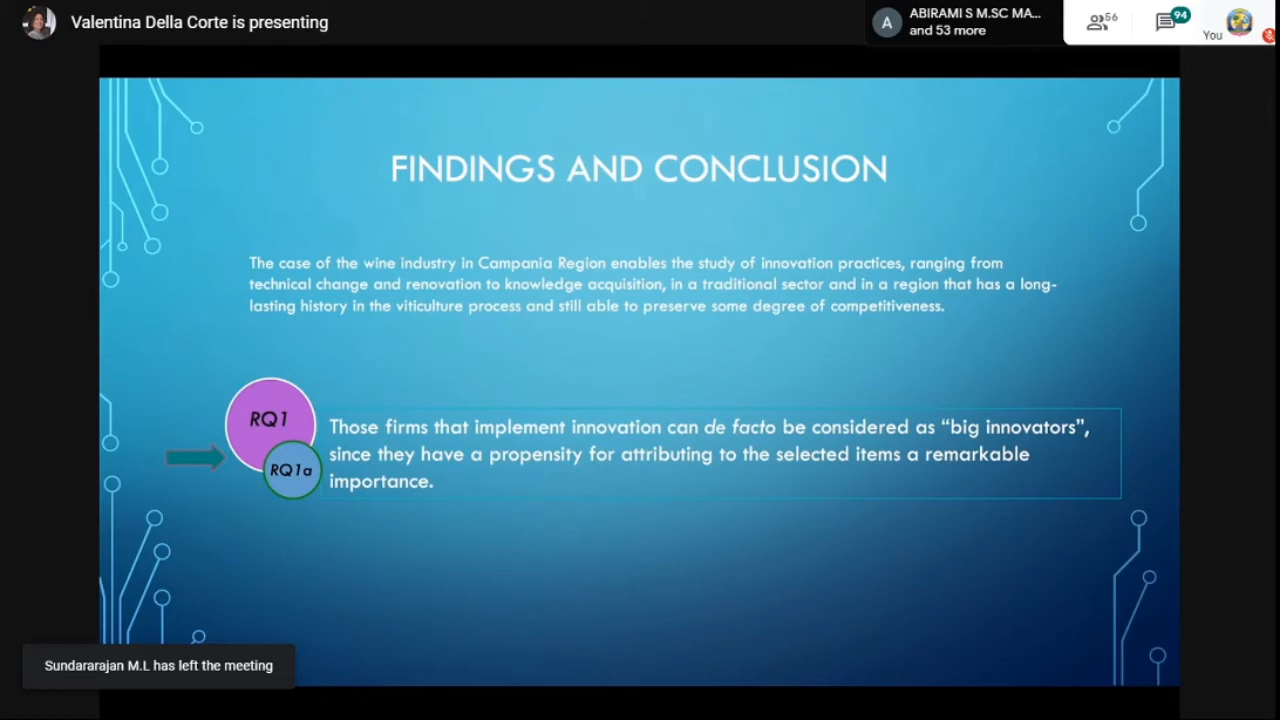 Valentina Della Corte is presenting
A
ABIRAMI S M.SC MA...
and 53 more
56
94
You
FINDINGS AND CONCLUSION
The case of the wine industry in Campania Region enables the study of innovation practices, ranging from
technical change and renovation to knowledge acquisition, in a traditional sector and in a region that has a long-
lasting history in the viticulture process and still able to preserve some degree of competitiveness.
RQ1
RQ1a
Those firms that implement innovation can de facto be considered as “big innovators”,
since they have a propensity for attributing to the selected items a remarkable
importance.
Sundararajan M.L has left the meeting